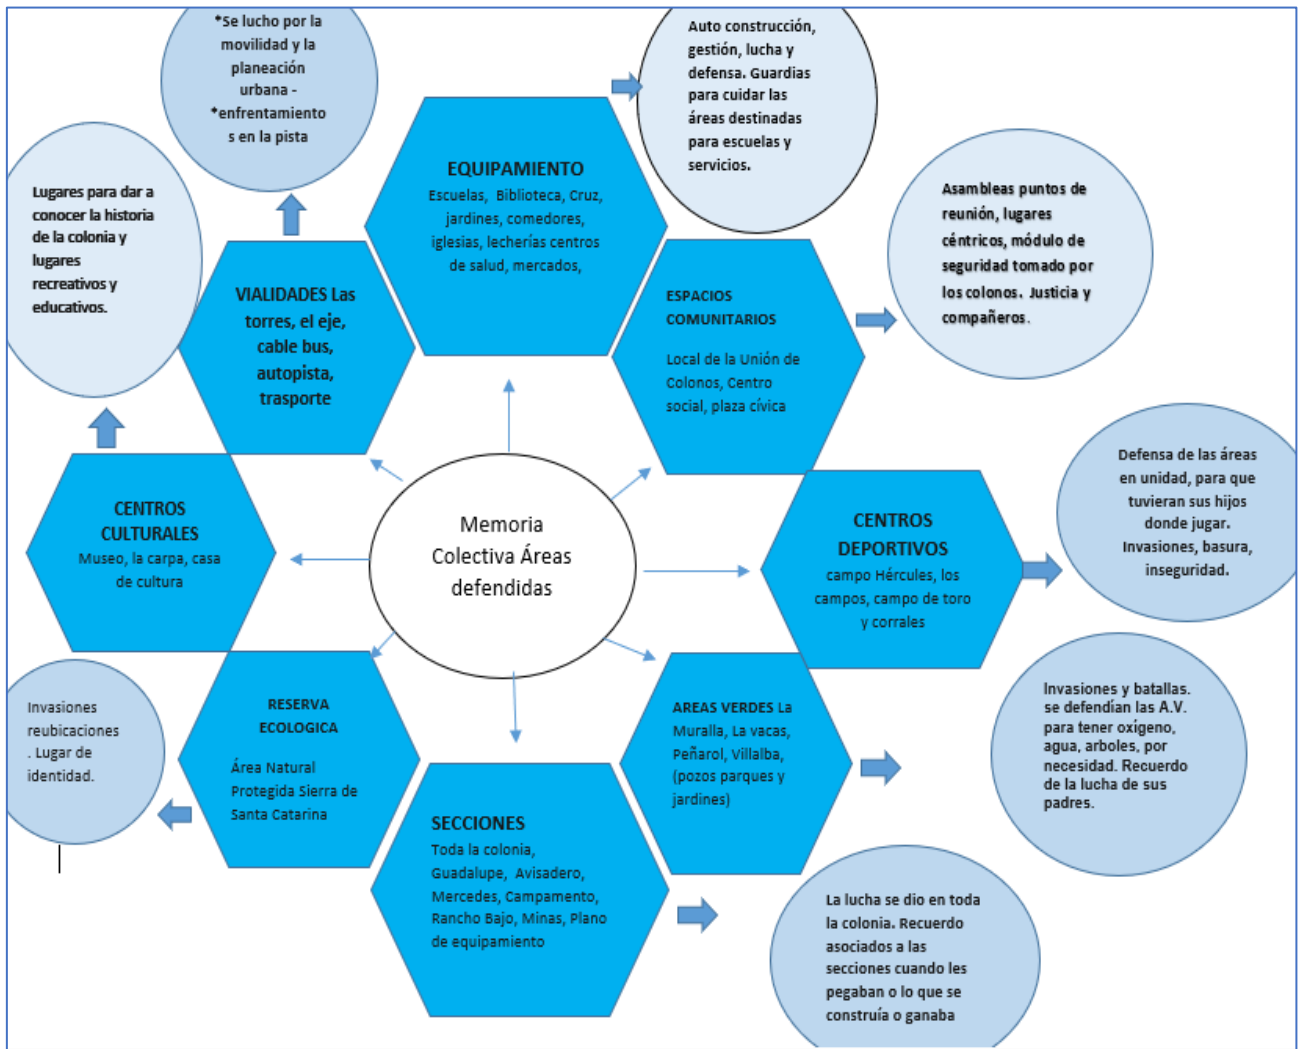 *Se lucho por la
movilidad y la
planeación
urbana -
*enfrentamiento
s en la pista
Auto construcción,
gestión, lucha y
defensa. Guardias
para cuidar las
áreas destinadas
para escuelas y
servicios.
EQUIPAMIENTO
Escuelas, Biblioteca, Cruz,
jardines, comedores,
iglesias, lecherías centros
de salud, mercados,
Lugares para dar a
conocer la historia
de la colonia y
lugares
recreativos y
educativos.
Asambleas puntos de
reunión, lugares
céntricos, módulo de
seguridad tomado por
los colonos. Justicia y
compañeros.
VIALIDADES Las
torres, el eje,
cable bus,
autopista,
trasporte
ESPACIOS
COMUNITARIOS
Local de la Unión de
Colonos, Centro
social, plaza cívica
Defensa de las áreas
en unidad, para que
tuvieran sus hijos
donde jugar.
Invasiones, basura,
inseguridad.
CENTROS
CULTURALES
Museo, la carpa, casa
de cultura
Memoria
Colectiva Áreas
defendidas
CENTROS
DEPORTIVOS
campo Hércules, los
campos, campo de toro
y corrales
Invasiones
reubicaciones
. Lugar de
identidad.
RESERVA
ECOLOGICA
Área Natural
Protegida Sierra de
Santa Catarina
AREAS VERDES La
Muralla, La vacas,
Peñarol, Villalba,
(pozos parques y
jardines)
Invasiones y batallas.
se defendían las A.V.
para tener oxígeno,
agua, arboles, por
necesidad. Recuerdo
de la lucha de sus
padres.
SECCIONES
Toda la colonia,
Guadalupe, Avisadero,
Mercedes, Campamento,
Rancho Bajo, Minas, Plano
de equipamiento
La lucha se dio en toda
la colonia. Recuerdo
asociados a las
secciones cuando les
pegaban o lo que se
construía o ganaba